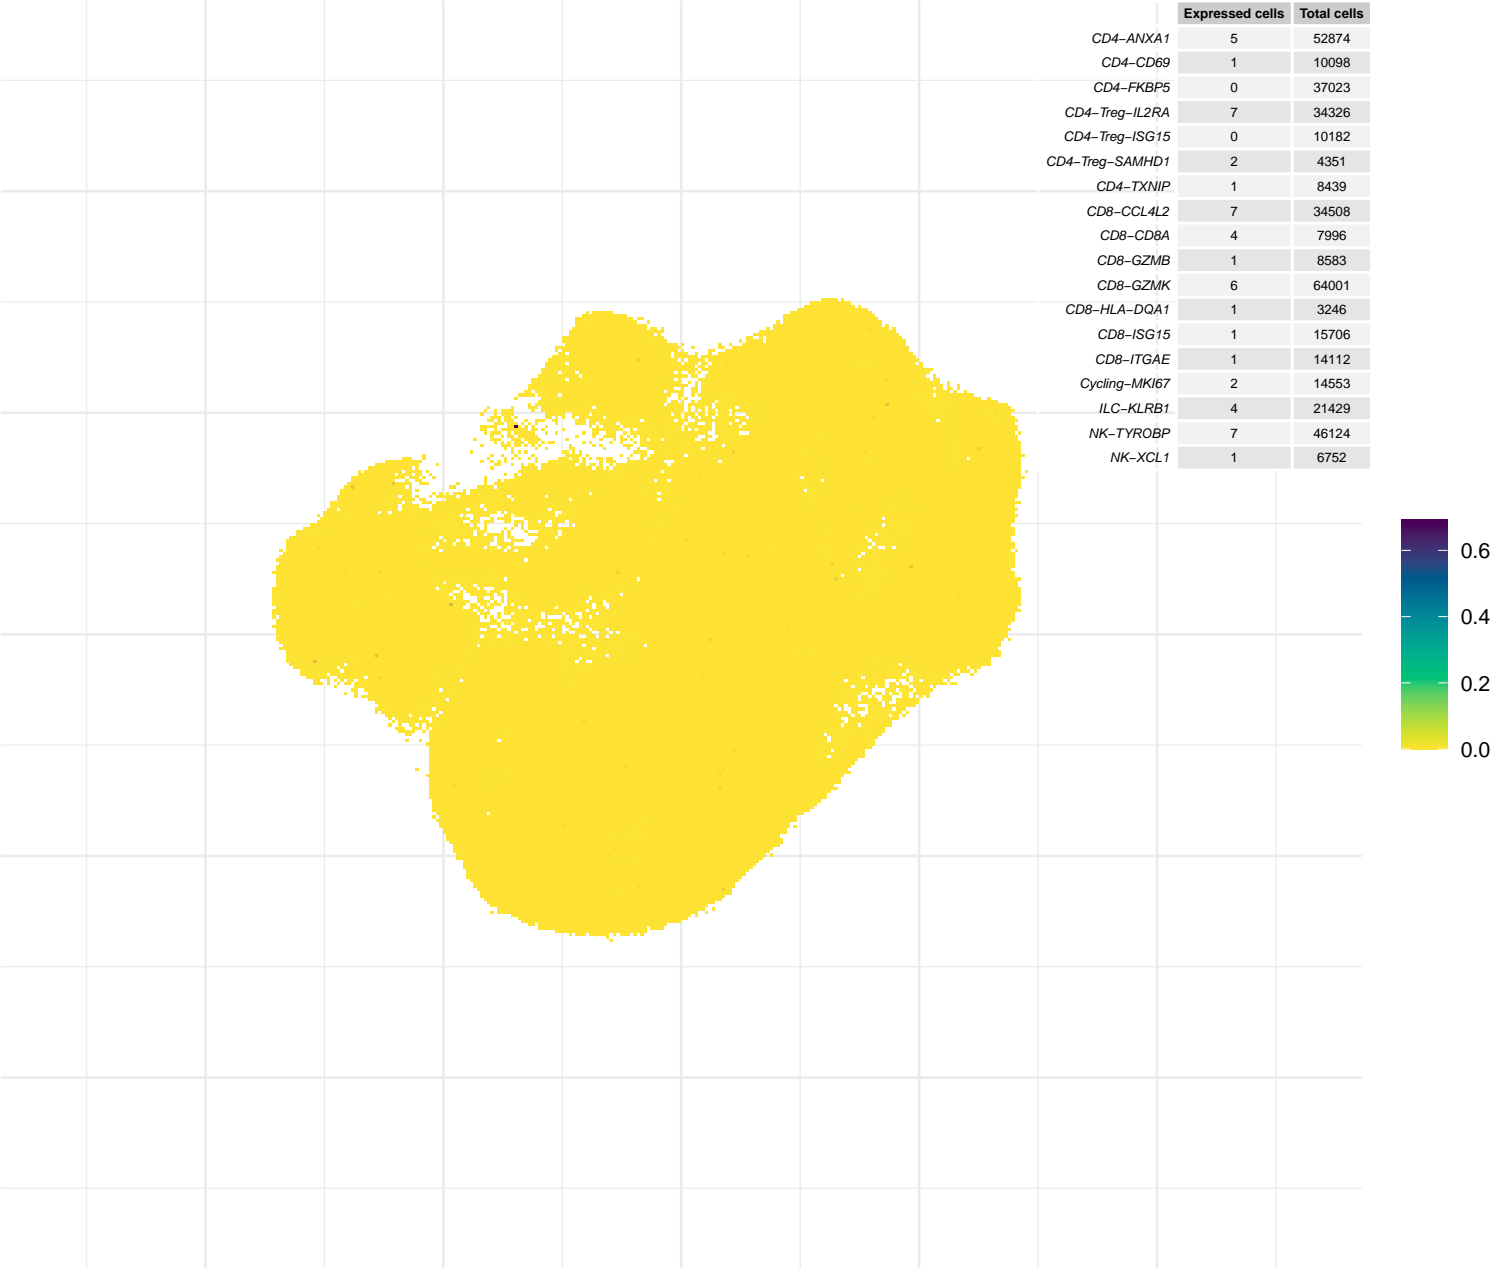 Expressed cells Total cells
CD4−ANXA1 5 52874
CD4−CD69 1 10098
CD4−FKBP5 0 37023
CD4−Treg−IL2RA 7 34326
CD4−Treg−ISG15 0 10182
CD4−Treg−SAMHD1 2 4351
CD4−TXNIP 1 8439
CD8−CCL4L2 7 34508
CD8−CD8A 4 7996
CD8−GZMB 1 8583
CD8−GZMK 6 64001
CD8−HLA−DQA1 1 3246
CD8−ISG15 1 15706
CD8−ITGAE 1 14112
Cycling−MKI67 2 14553
ILC−KLRB1 4 21429
NK−TYROBP 7 46124
NK−XCL1 1 6752
0.6
0.4
0.2
0.0